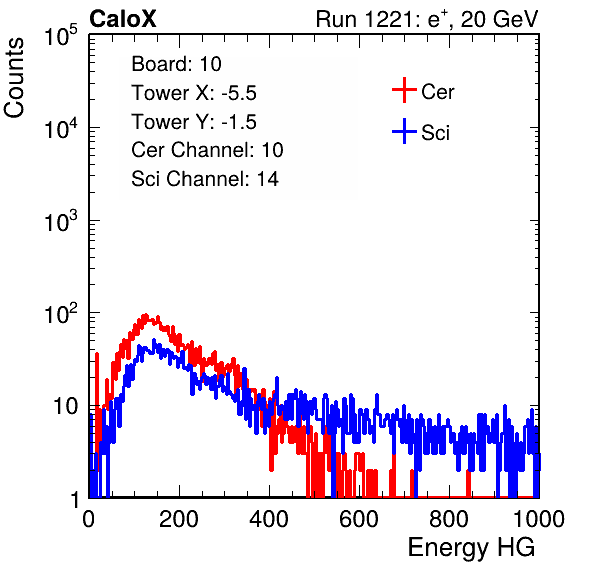 CaloX Run 1221: e⁺, 20 GeV
Counts
10⁵
10⁴
10³
10²
10
1
Board: 10
Tower X: -5.5
Tower Y: -1.5
Cer Channel: 10
Sci Channel: 14
Cer
Sci
0 200 400 600 800 1000
Energy HG